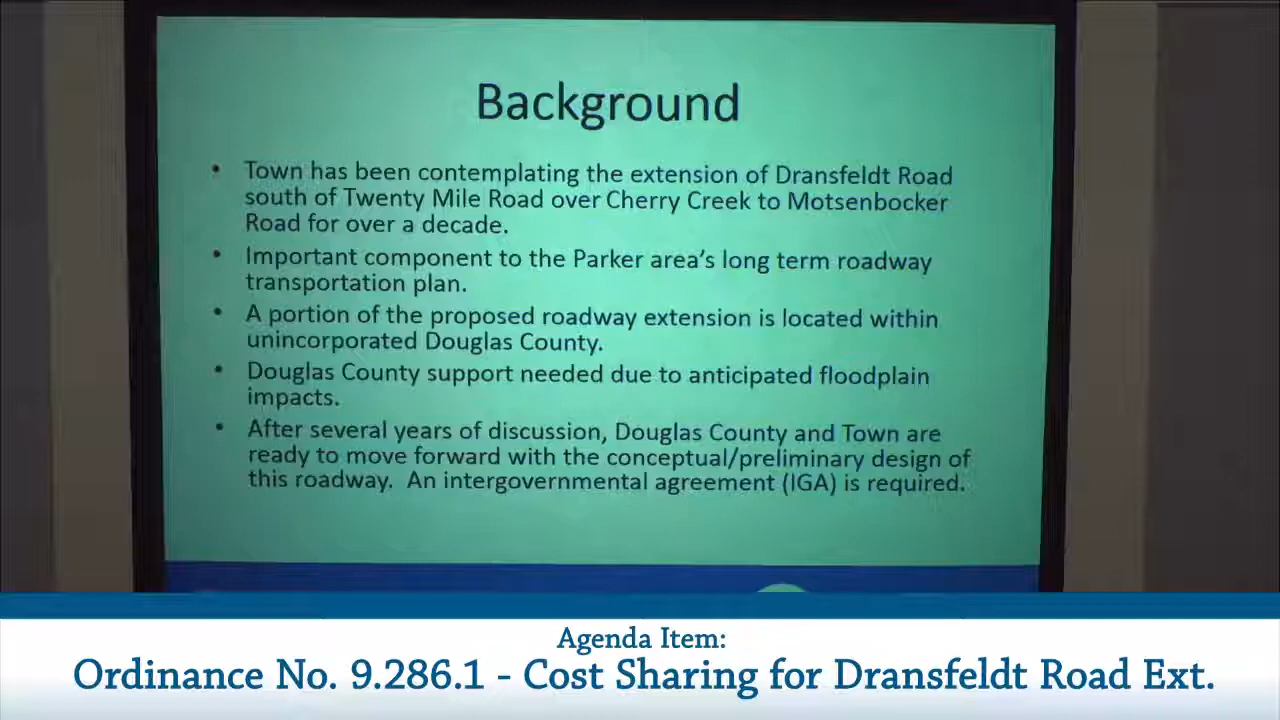 Background
• Town has been contemplating the extension of Dransfeldt Road
south of Twenty Mile Road over Cherry Creek to Motsenbocker
Road for over a decade.
• Important component to the Parker area's long term roadway
transportation plan.
• A portion of the proposed roadway extension is located within
unincorporated Douglas County.
• Douglas County support needed due to anticipated floodplain
impacts.
• After several years of discussion, Douglas County and Town are
ready to move forward with the conceptual/preliminary design of
this roadway.  An intergovernmental agreement (IGA) is required.
Agenda Item:
Ordinance No. 9.286.1 - Cost Sharing for Dransfeldt Road Ext.